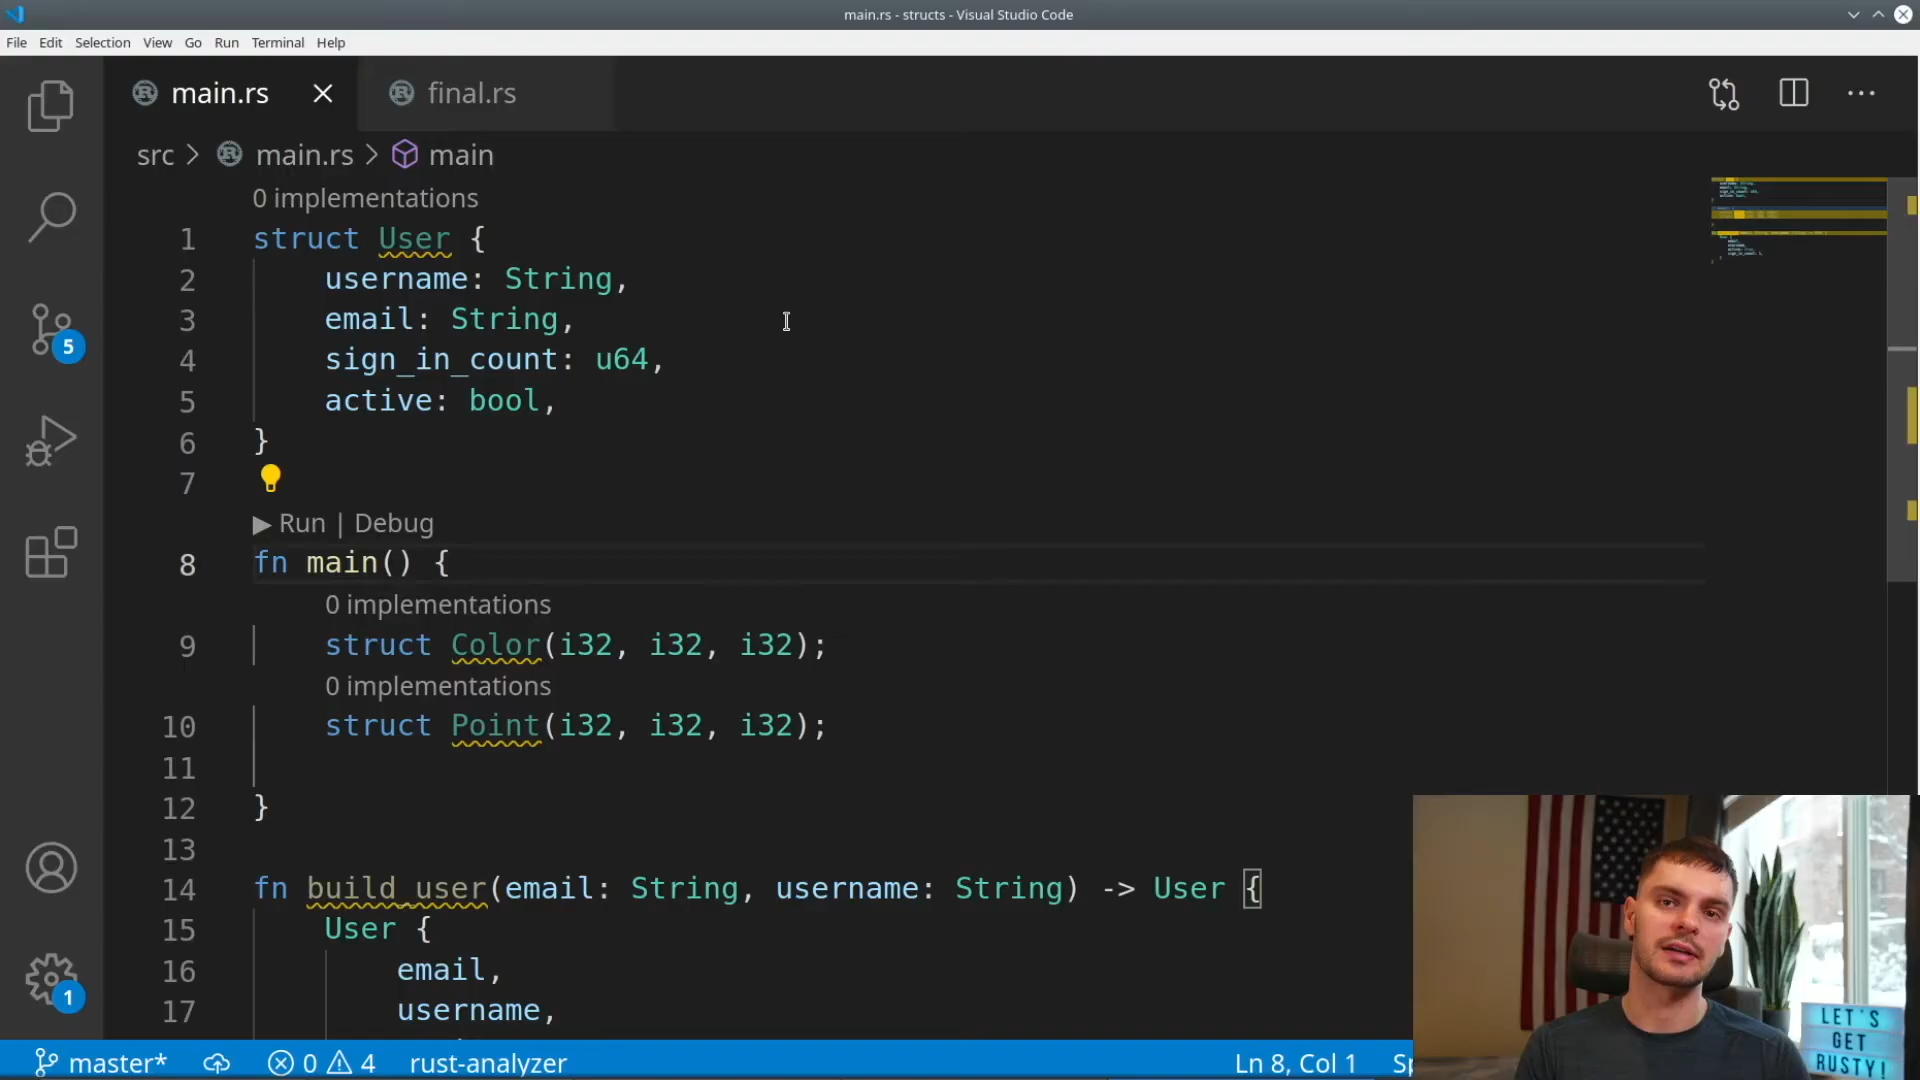 main.rs - structs - Visual Studio Code
File Edit Selection View Go Run Terminal Help
main.rs final.rs
src > main.rs > main
0 implementations
1 struct User {
2 username: String,
3 email: String,
4 sign_in_count: u64,
5 active: bool,
6 }
7
▶ Run | Debug
8 fn main() {
0 implementations
9 struct Color(i32, i32, i32);
0 implementations
10 struct Point(i32, i32, i32);
11
12 }
13
14 fn build_user(email: String, username: String) -> User {
15 User {
16 email,
17 username,
5
1
LET'S
GET
RUSTY!
master* 0 4 rust-analyzer Ln 8, Col 1